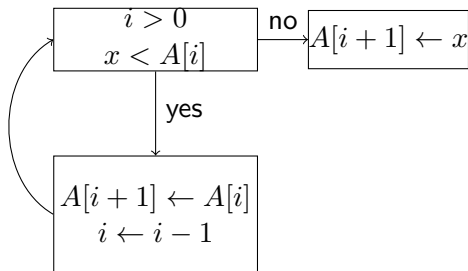 i > 0
x < A[i]
no
A[i + 1] ← x
yes
A[i + 1] ← A[i]
i ← i − 1